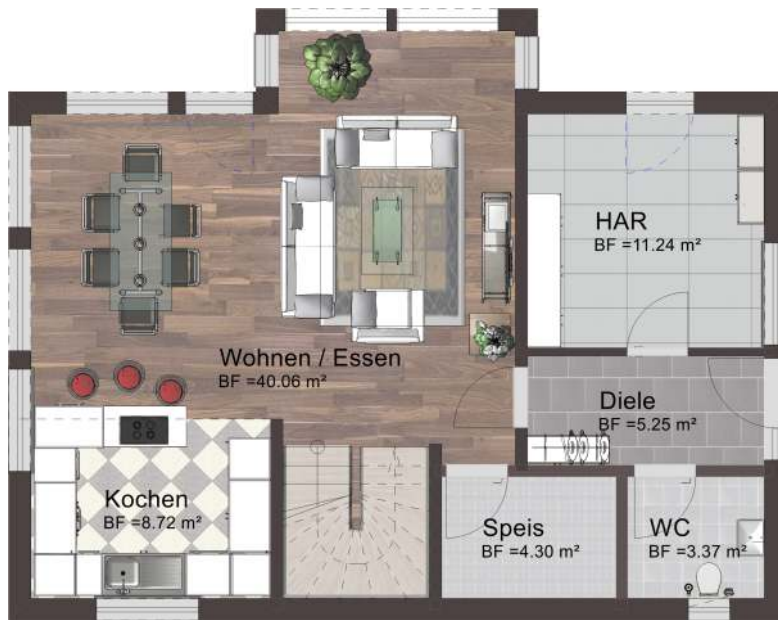 HAR
BF =11.24 m²
Wohnen / Essen
BF =40.06 m²
Diele
BF =5.25 m²
Kochen
BF =8.72 m²
Speis
BF =4.30 m²
WC
BF =3.37 m²